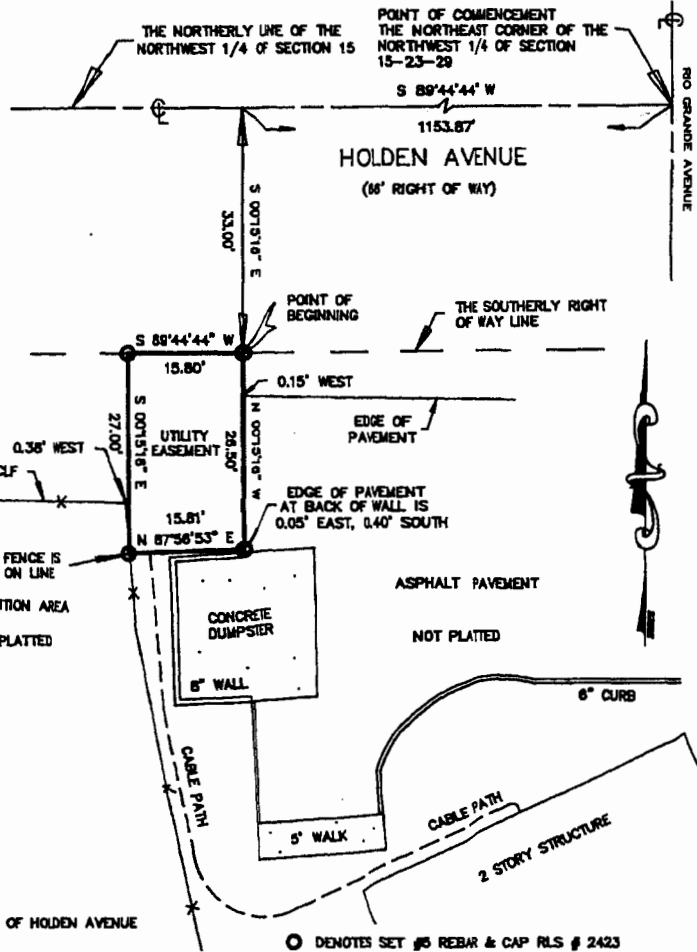 THE NORTHERLY LINE OF THE
NORTHWEST 1/4 OF SECTION 15
POINT OF COMMENCEMENT
THE NORTHEAST CORNER OF THE
NORTHWEST 1/4 OF SECTION
15-23-29
RIO GRANDE AVENUE
S 89°44'44" W
1153.87'
HOLDEN AVENUE
(66' RIGHT OF WAY)
S 00°15'16" E
33.00'
POINT OF
BEGINNING
THE SOUTHERLY RIGHT
OF WAY LINE
S 89°44'44" W
15.80'
0.15' WEST
EDGE OF
PAVEMENT
S 00°15'16" E
27.00'
UTILITY
EASEMENT
N 00°15'16" W
26.50'
0.36' WEST
CLF
EDGE OF PAVEMENT
AT BACK OF WALL IS
0.05' EAST, 0.40' SOUTH
15.81'
N 87°56'53" E
FENCE IS
ON LINE
TION AREA
PLATTED
CONCRETE
DUMPSTER
ASPHALT PAVEMENT
NOT PLATTED
6" WALL
6" CURB
CABLE PATH
CABLE PATH
5' WALK
2 STORY STRUCTURE
OF HOLDEN AVENUE
DENOTES SET #5 REBAR & CAP RLS # 2423